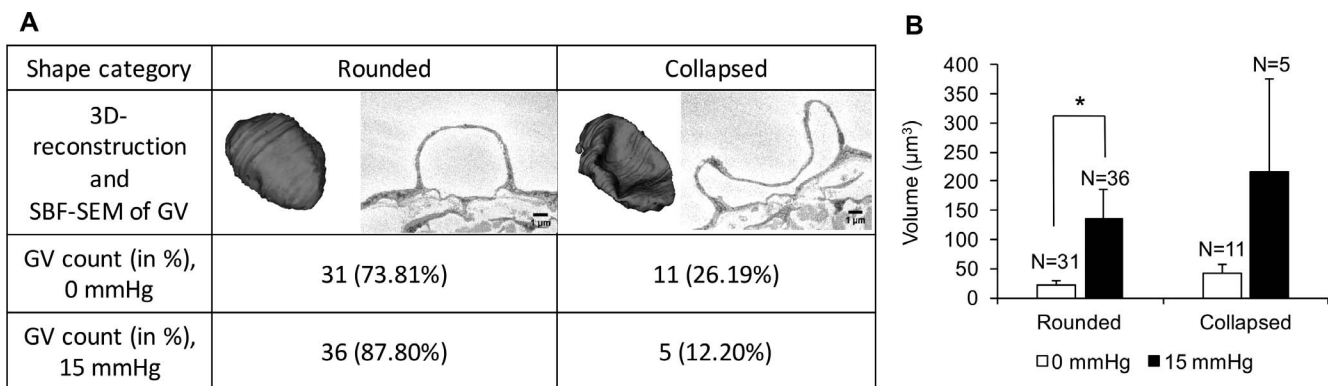 A
Shape category
Rounded
Collapsed
3D-
reconstruction
and
SBF-SEM of GV
1 μm
1 μm
GV count (in %),
0 mmHg
31 (73.81%)
11 (26.19%)
GV count (in %),
15 mmHg
36 (87.80%)
5 (12.20%)
B
Volume (μm³)
400
350
300
250
200
150
100
50
0
*
N=31
N=36
N=11
N=5
Rounded
Collapsed
0 mmHg
15 mmHg